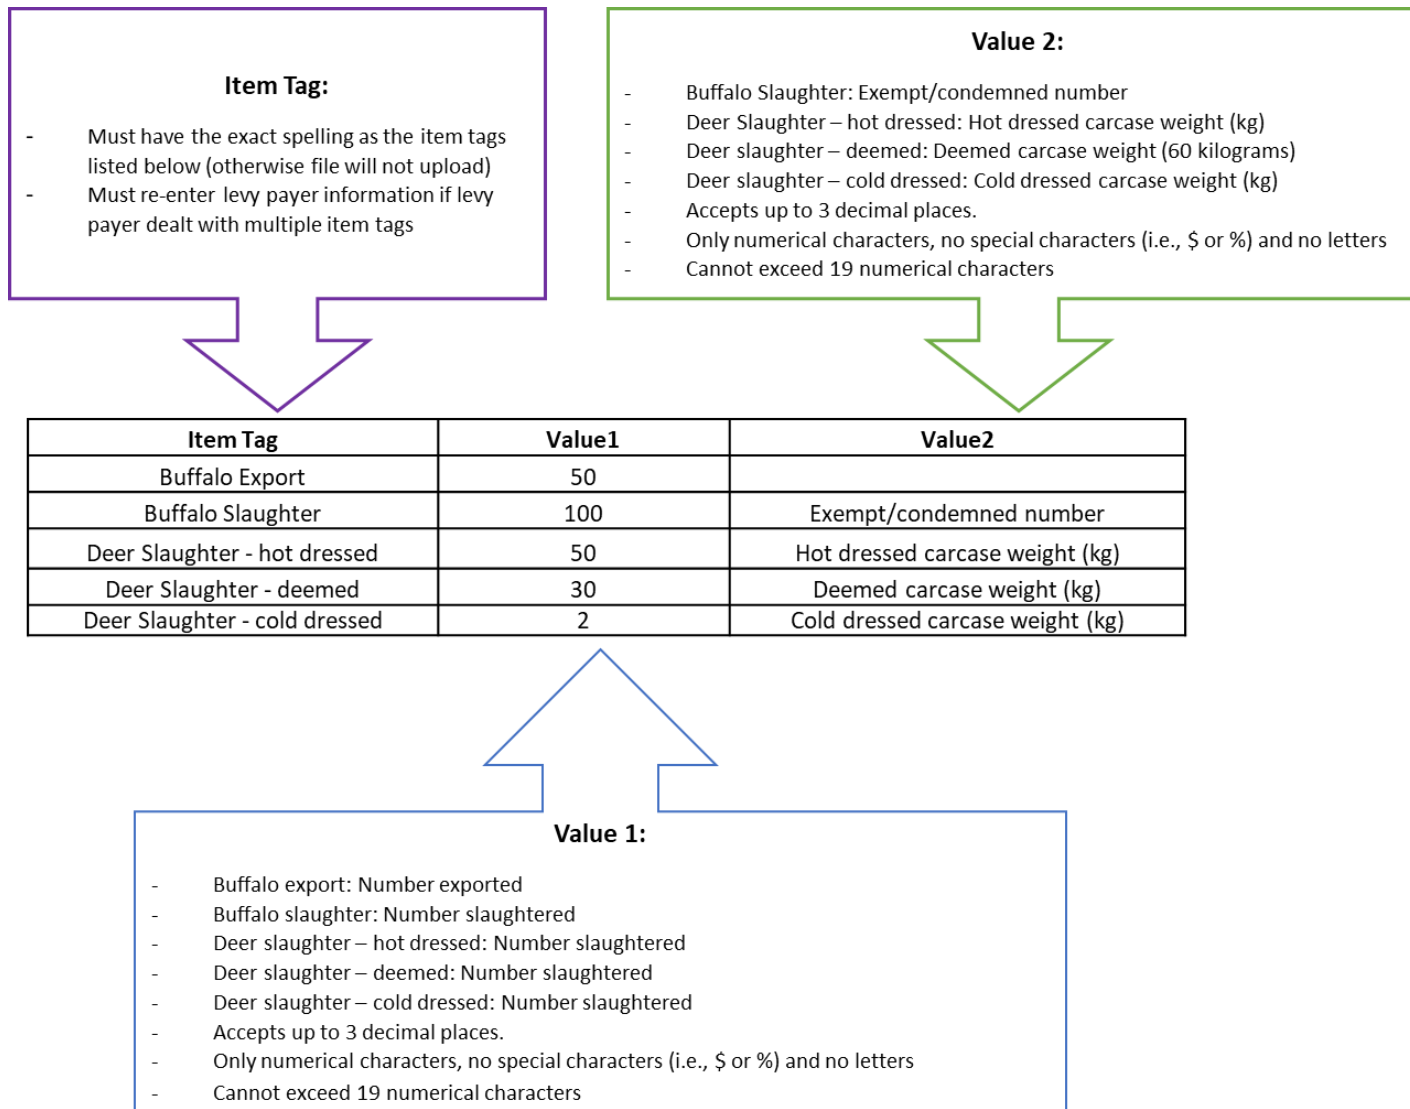 Item Tag:
- Must have the exact spelling as the item tags
listed below (otherwise file will not upload)
- Must re-enter levy payer information if levy
payer dealt with multiple item tags
Value 2:
- Buffalo Slaughter: Exempt/condemned number
- Deer Slaughter – hot dressed: Hot dressed carcase weight (kg)
- Deer slaughter – deemed: Deemed carcase weight (60 kilograms)
- Deer slaughter – cold dressed: Cold dressed carcase weight (kg)
- Accepts up to 3 decimal places.
- Only numerical characters, no special characters (i.e., $ or %) and no letters
- Cannot exceed 19 numerical characters
Item Tag Value1 Value2
Buffalo Export 50
Buffalo Slaughter 100 Exempt/condemned number
Deer Slaughter - hot dressed 50 Hot dressed carcase weight (kg)
Deer Slaughter - deemed 30 Deemed carcase weight (kg)
Deer Slaughter - cold dressed 2 Cold dressed carcase weight (kg)
Value 1:
- Buffalo export: Number exported
- Buffalo slaughter: Number slaughtered
- Deer slaughter – hot dressed: Number slaughtered
- Deer slaughter – deemed: Number slaughtered
- Deer slaughter – cold dressed: Number slaughtered
- Accepts up to 3 decimal places.
- Only numerical characters, no special characters (i.e., $ or %) and no letters
- Cannot exceed 19 numerical characters